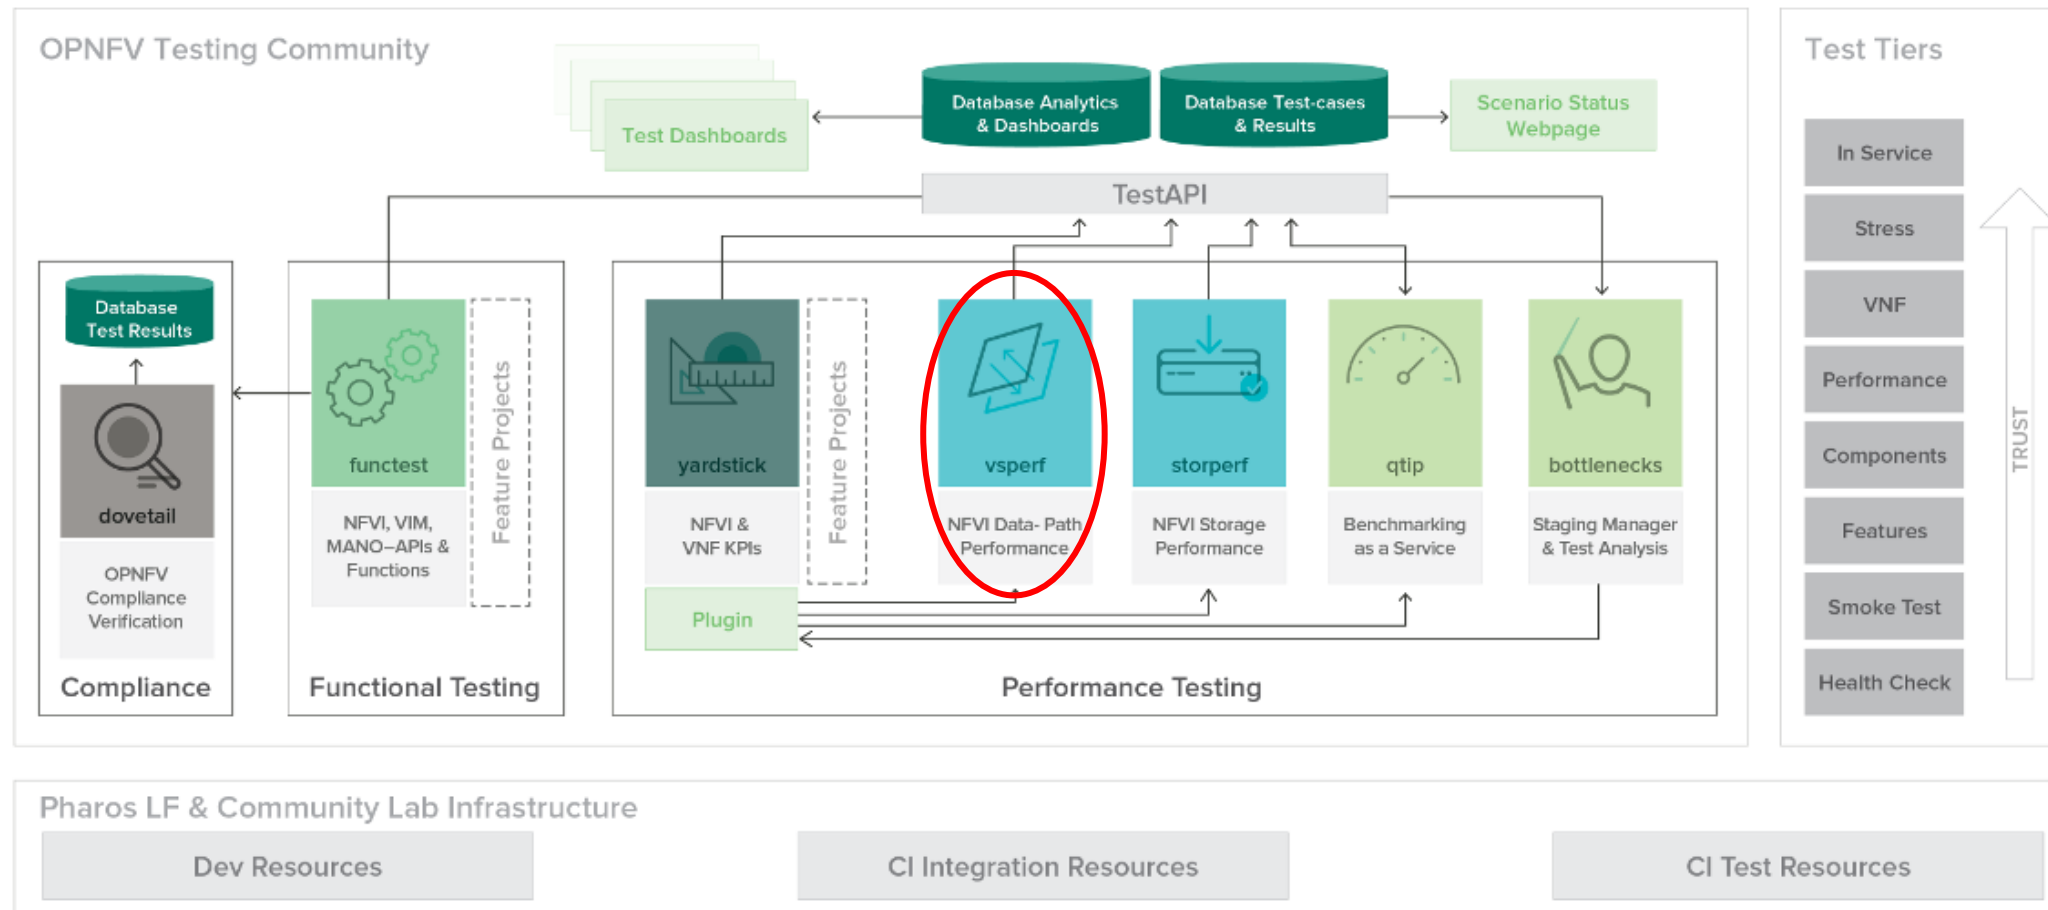 OPNFV Testing Community
Test Dashboards
Database Analytics
& Dashboards
Database Test-cases
& Results
Scenario Status
Webpage
TestAPI
Database
Test Results
dovetail
OPNFV
Compliance
Verification
Compliance
functest
NFVI, VIM,
MANO–APIs &
Functions
Feature Projects
Functional Testing
yardstick
NFVI &
VNF KPIs
Plugin
Feature Projects
vsperf
NFVI Data- Path
Performance
storperf
NFVI Storage
Performance
qtip
Benchmarking
as a Service
bottlenecks
Staging Manager
& Test Analysis
Performance Testing
Test Tiers
In Service
Stress
VNF
Performance
Components
Features
Smoke Test
Health Check
TRUST
Pharos LF & Community Lab Infrastructure
Dev Resources
CI Integration Resources
CI Test Resources